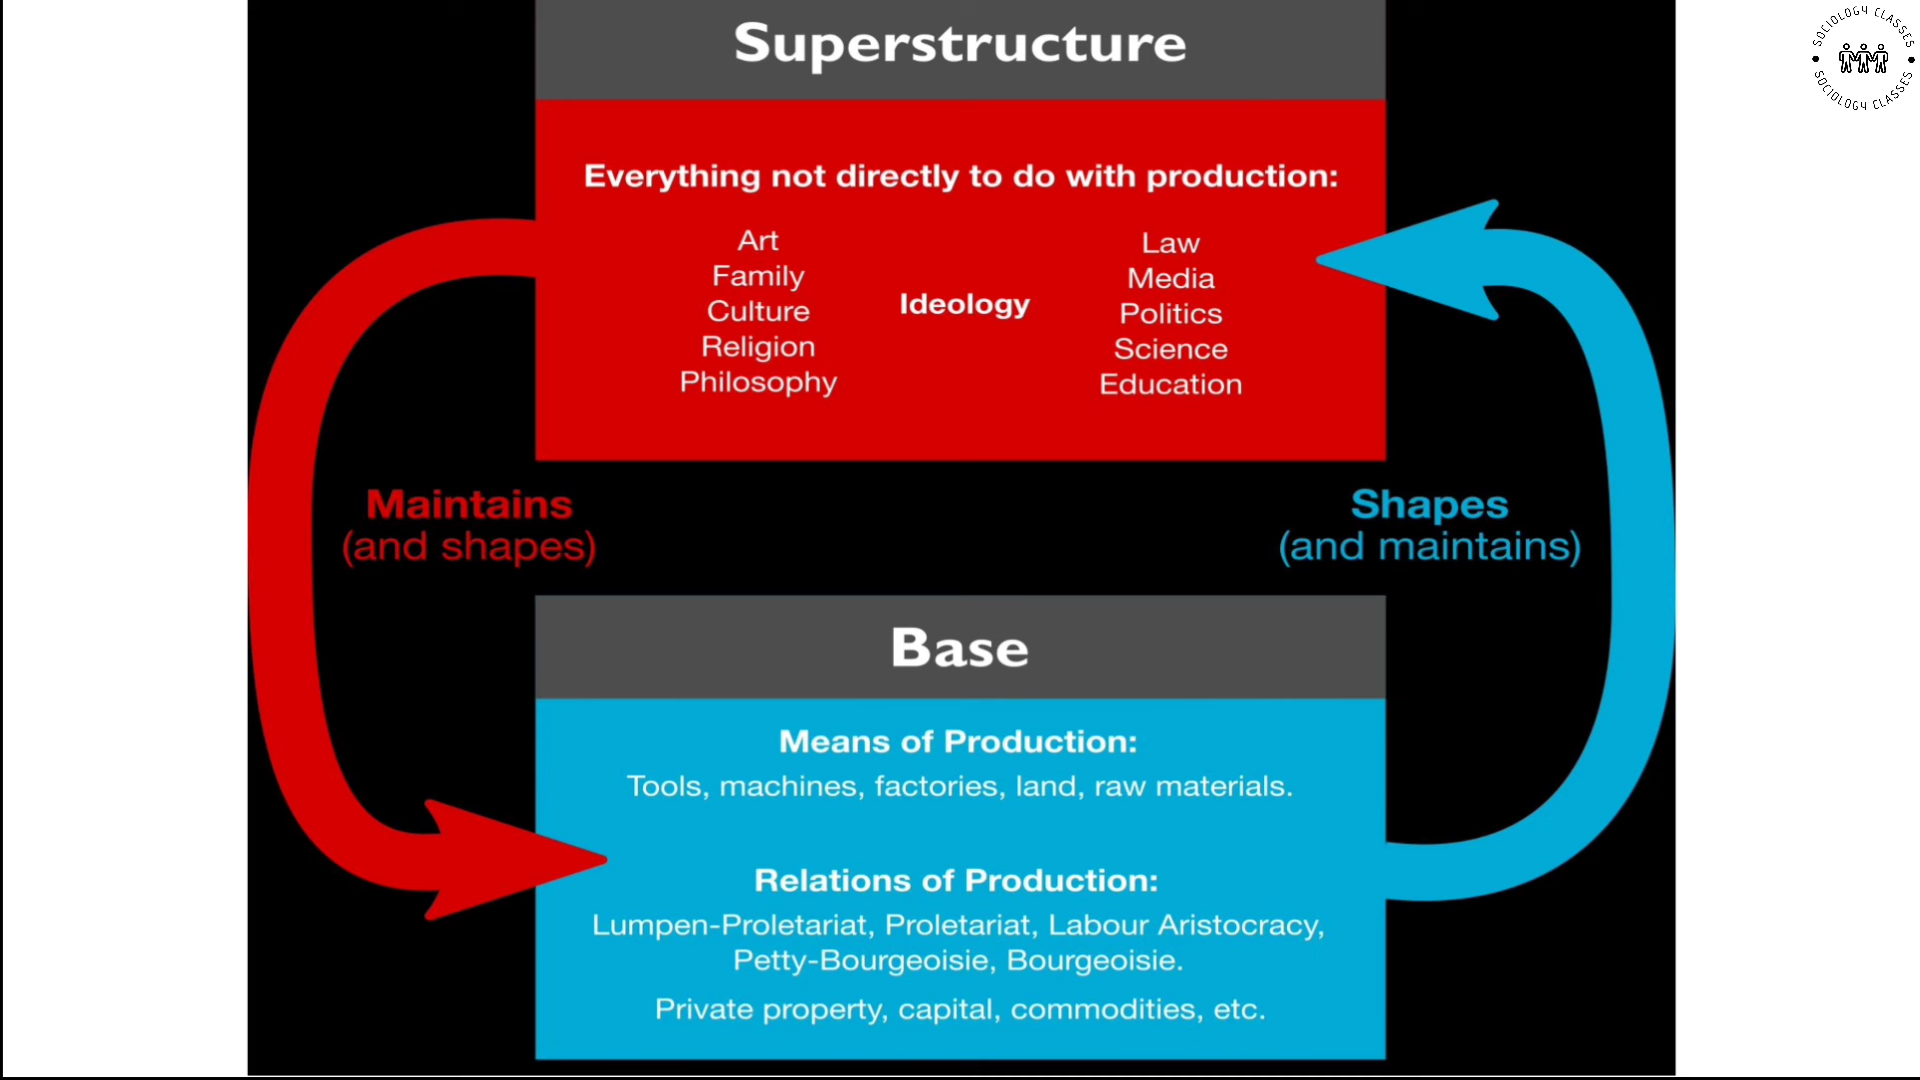 Superstructure
SOCIOLOGY CLASSES
SOCIOLOGY CLASSES
Everything not directly to do with production:
Art
Family
Culture
Religion
Philosophy
Ideology
Law
Media
Politics
Science
Education
Maintains
(and shapes)
Shapes
(and maintains)
Base
Means of Production:
Tools, machines, factories, land, raw materials.
Relations of Production:
Lumpen-Proletariat, Proletariat, Labour Aristocracy,
Petty-Bourgeoisie, Bourgeoisie.
Private property, capital, commodities, etc.